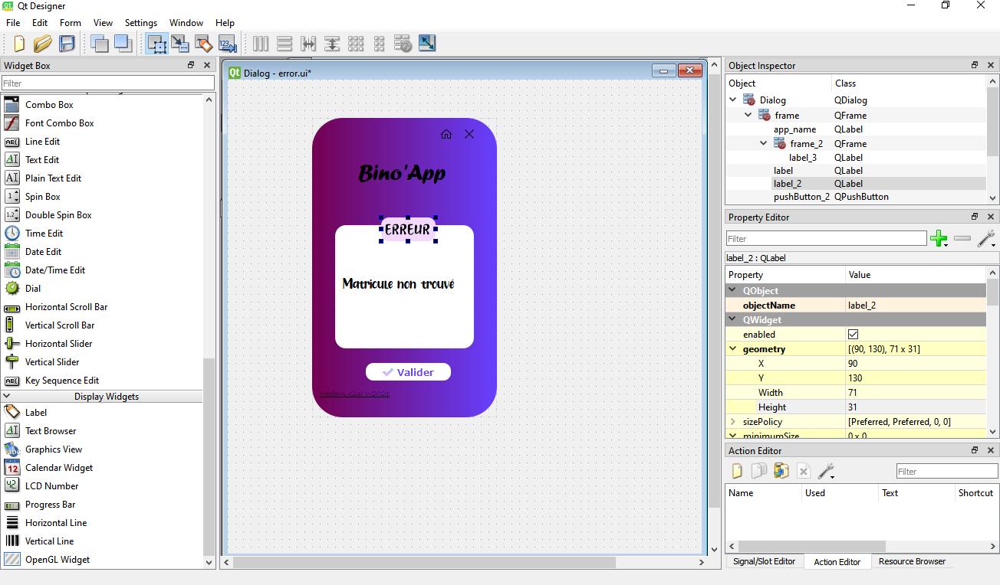 Qt Designer
File Edit Form View Settings Window Help
Widget Box
Filter
Combo Box
Font Combo Box
Line Edit
Text Edit
Plain Text Edit
Spin Box
Double Spin Box
Time Edit
Date Edit
Date/Time Edit
Dial
Horizontal Scroll Bar
Vertical Scroll Bar
Horizontal Slider
Vertical Slider
Key Sequence Edit
Display Widgets
Label
Text Browser
Graphics View
Calendar Widget
LCD Number
Progress Bar
Horizontal Line
Vertical Line
OpenGL Widget
Dialog - error.ui*
Bino'App
ERREUR
Matricule non trouvé
Valider
Object Inspector
Object Class
Dialog QDialog
frame QFrame
app_name QLabel
frame_2 QFrame
label_3 QLabel
label QLabel
label_2 QLabel
pushButton_2 QPushButton
Property Editor
Filter
label_2 : QLabel
Property Value
QObject
objectName label_2
QWidget
enabled
geometry [(90, 130), 71 x 31]
X 90
Y 130
Width 71
Height 31
sizePolicy [Preferred, Preferred, 0, 0]
minimumSize 0 x 0
Action Editor
Filter
Name Used Text Shortcut
Signal/Slot Editor Action Editor Resource Browser